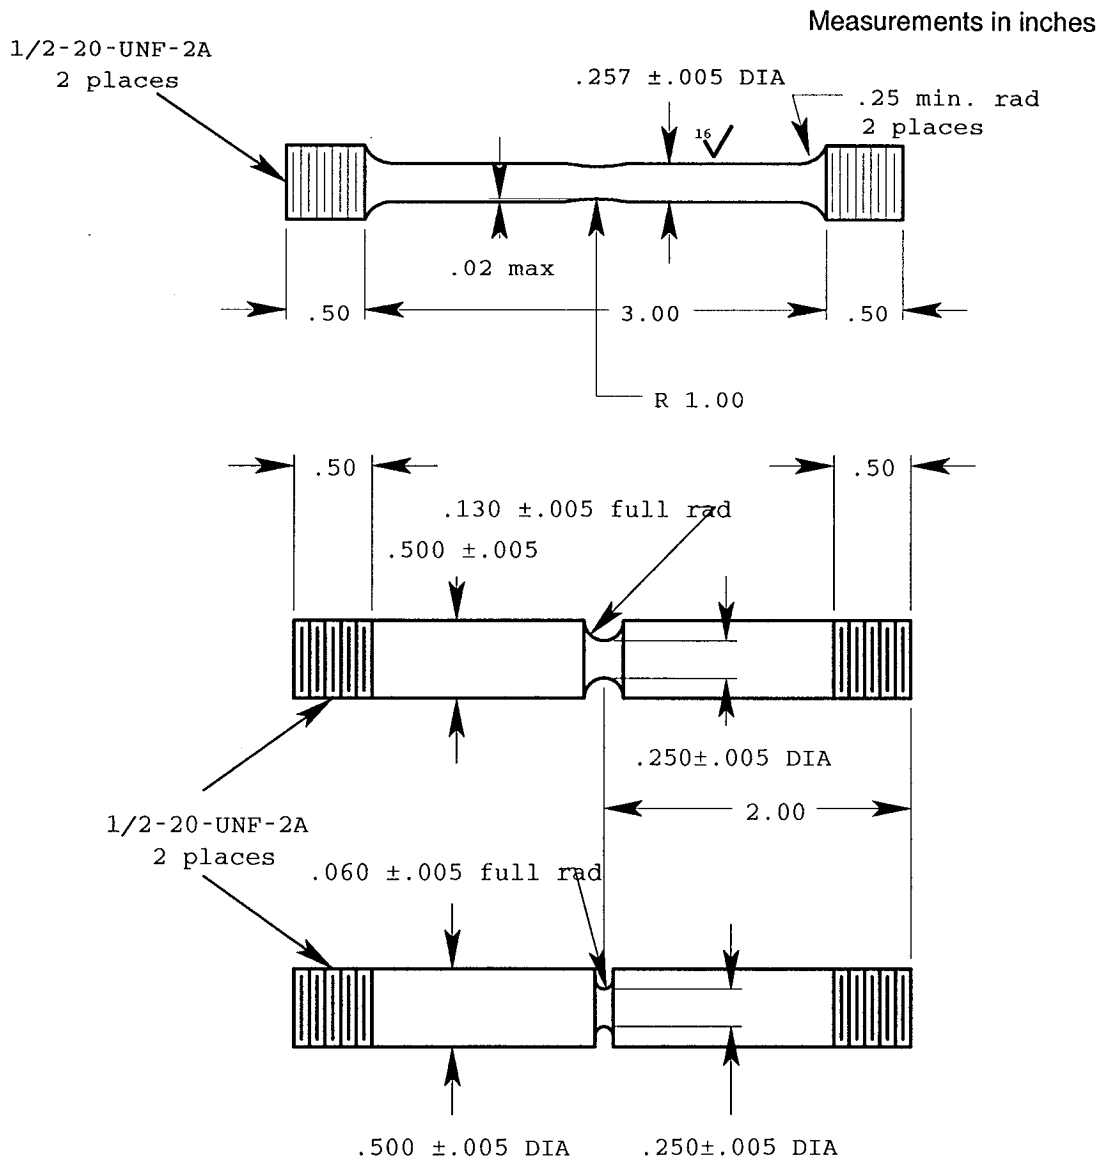 Measurements in inches
1/2-20-UNF-2A
2 places
.257 ±.005 DIA
.25 min. rad
2 places
16
.02 max
.50
3.00
.50
R 1.00
.50
.50
.130 ±.005 full rad
.500 ±.005
.250±.005 DIA
2.00
1/2-20-UNF-2A
2 places
.060 ±.005 full rad
.500 ±.005 DIA
.250±.005 DIA